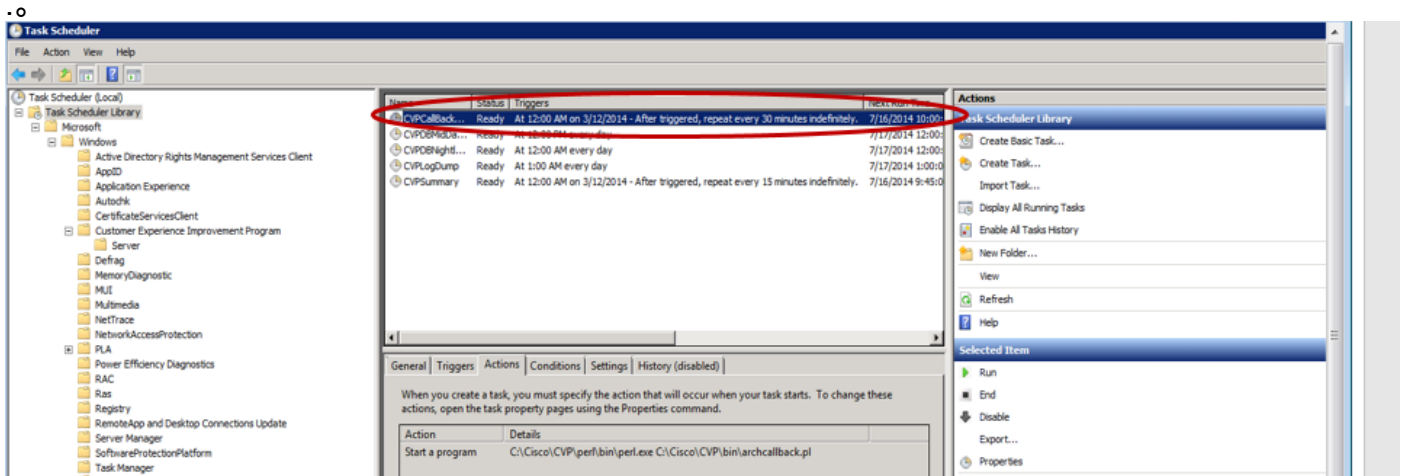 . o
Task Scheduler
File Action View Help
Task Scheduler (Local)
Task Scheduler Library
Microsoft
Windows
Active Directory Rights Management Services Client
AppID
Application Experience
Autochk
CertificateServicesClient
Customer Experience Improvement Program
Server
Defrag
MemoryDiagnostic
MUI
Multimedia
NetTrace
NetworkAccessProtection
PLA
Power Efficiency Diagnostics
RAC
Ras
Registry
RemoteApp and Desktop Connections Update
Server Manager
SoftwareProtectionPlatform
Task Manager
Name Status Triggers Next Run Time
CVPCallBack... Ready At 12:00 AM on 3/12/2014 - After triggered, repeat every 30 minutes indefinitely. 7/16/2014 10:00:
CVPDBMidDa... Ready At 12:00 PM every day 7/17/2014 12:00:
CVPDBNightl... Ready At 12:00 AM every day 7/17/2014 12:00:
CVPLogDump Ready At 1:00 AM every day 7/17/2014 1:00:0
CVPSummary Ready At 12:00 AM on 3/12/2014 - After triggered, repeat every 15 minutes indefinitely. 7/16/2014 9:45:0
General Triggers Actions Conditions Settings History (disabled)
When you create a task, you must specify the action that will occur when your task starts. To change these
actions, open the task property pages using the Properties command.
Action Details
Start a program C:\Cisco\CVP\perl\bin\perl.exe C:\Cisco\CVP\bin\archcallback.pl
Actions
Task Scheduler Library
Create Basic Task...
Create Task...
Import Task...
Display All Running Tasks
Enable All Tasks History
New Folder...
View
Refresh
Help
Selected Item
Run
End
Disable
Export...
Properties